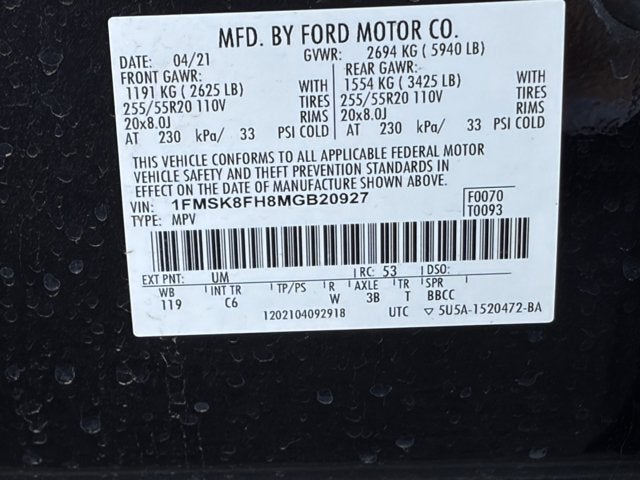 MFD. BY FORD MOTOR CO.
DATE: 04/21 GVWR: 2694 KG ( 5940 LB)
FRONT GAWR: REAR GAWR:
1191 KG ( 2625 LB) WITH 1554 KG ( 3425 LB) WITH
255/55R20 110V TIRES 255/55R20 110V TIRES
20x8.0J RIMS 20x8.0J RIMS
AT 230 kPa/ 33 PSI COLD AT 230 kPa/ 33 PSI COLD
THIS VEHICLE CONFORMS TO ALL APPLICABLE FEDERAL MOTOR
VEHICLE SAFETY AND THEFT PREVENTION STANDARDS IN
EFFECT ON THE DATE OF MANUFACTURE SHOWN ABOVE.
VIN: 1FMSK8FH8MGB20927 F0070
TYPE: MPV T0093
EXT PNT: UM RC: 53 DSO:
WB INT TR TP/PS R AXLE TR SPR
119 C6 W 3B T BBCC
1202104092918 UTC ▽ 5U5A-1520472-BA